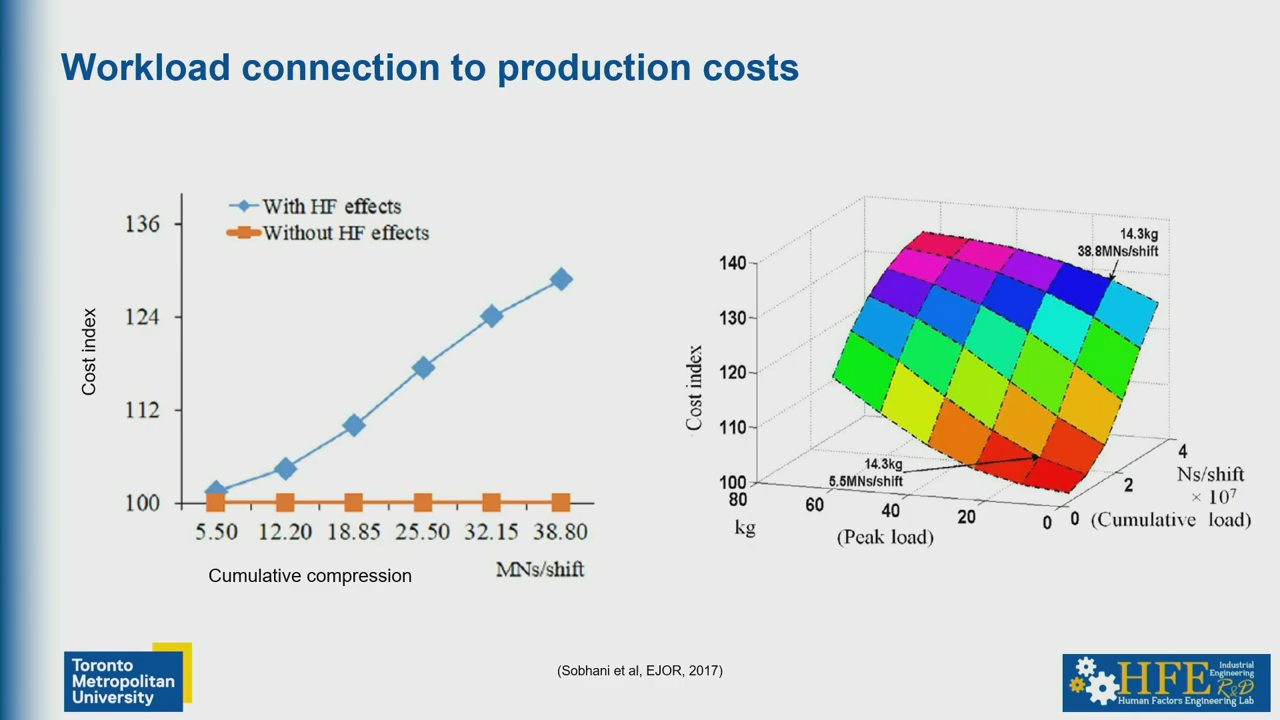 Workload connection to production costs
With HF effects
Without HF effects
136
124
112
100
Cost index
5.50 12.20 18.85 25.50 32.15 38.80
Cumulative compression
MNs/shift
14.3kg
38.8MNs/shift
140
130
120
110
100
Cost index
14.3kg
5.5MNs/shift
80
60
40
20
0
kg
(Peak load)
0
2
4
Ns/shift
× 10⁷
(Cumulative load)
(Sobhani et al, EJOR, 2017)
Toronto
Metropolitan
University
HFE
Industrial
Engineering
R&D
Human Factors Engineering Lab